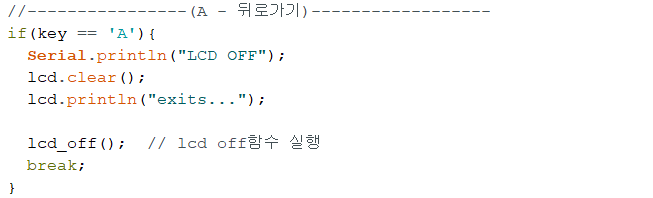 //----------------(A - 뒤로가기)------------------
if(key == 'A'){
  Serial.println("LCD OFF");
  lcd.clear();
  lcd.println("exits...");

  lcd_off();  // lcd off함수 실행
  break;
}